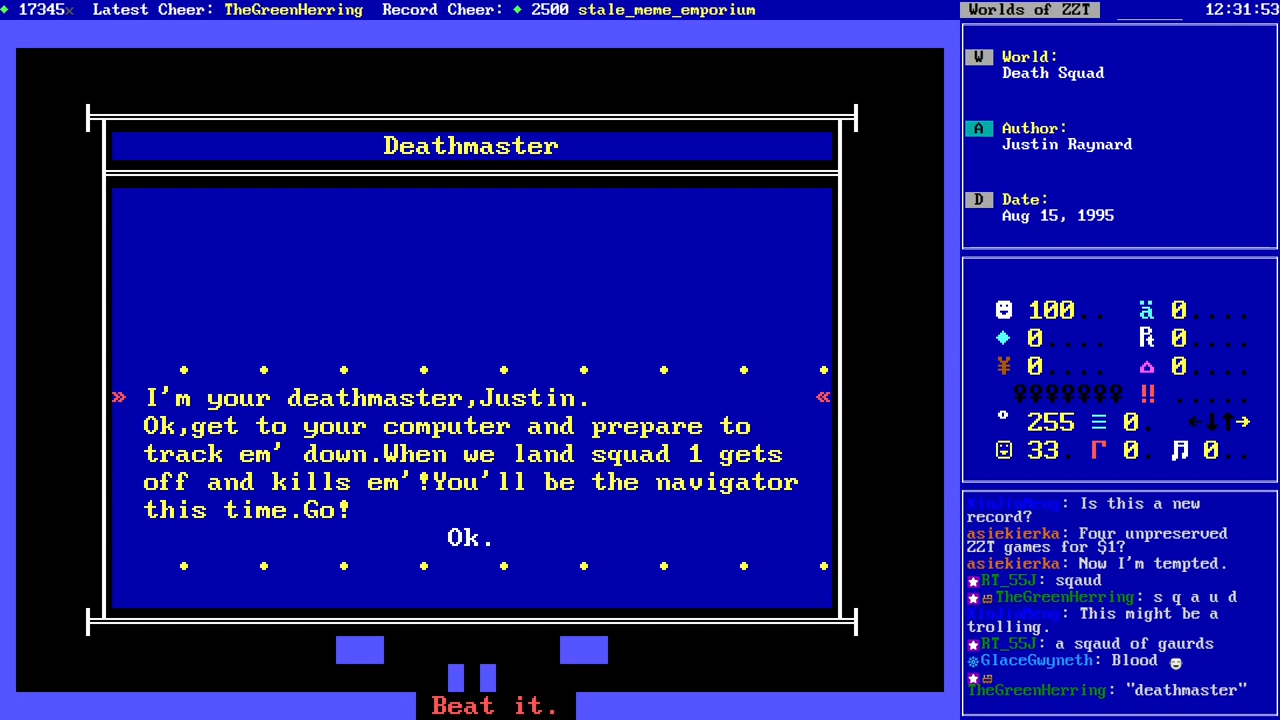 17345x Latest Cheer: TheGreenHerring Record Cheer: 2500 stale_meme_emporium
Worlds of ZZT
12:31:53
W World:
Death Squad
A Author:
Justin Raynard
D Date:
Aug 15, 1995
Deathmaster
» I'm your deathmaster,Justin. «
Ok,get to your computer and prepare to
track em' down.When we land squad 1 gets
off and kills em'!You'll be the navigator
this time.Go!
Ok.
Beat it.
100.. ä 0....
0.... ₧ 0....
¥ 0.... 0....
♀♀♀♀♀♀♀ ‼ .....
° 255 ≡ 0. ←↓↑→
33. Γ 0. ♬ 0..
KinJinMeng: Is this a new
record?
asiekierka: Four unpreserved
ZZT games for $1?
asiekierka: Now I'm tempted.
RT_55J: sqaud
TheGreenHerring: s q a u d
KinJinMeng: This might be a
trolling.
RT_55J: a sqaud of gaurds
GlaceGwyneth: Blood
TheGreenHerring: "deathmaster"